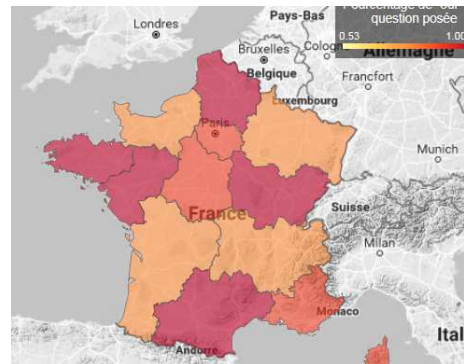 Londres
Pays-Bas
Pourcentage de "oui"
question posée
0.53
1.00
Bruxelles
Cologn
Allemagne
Belgique
Francfort
Luxembourg
Paris
Munich
France
Suisse
Milan
Monaco
Ital
Andorre